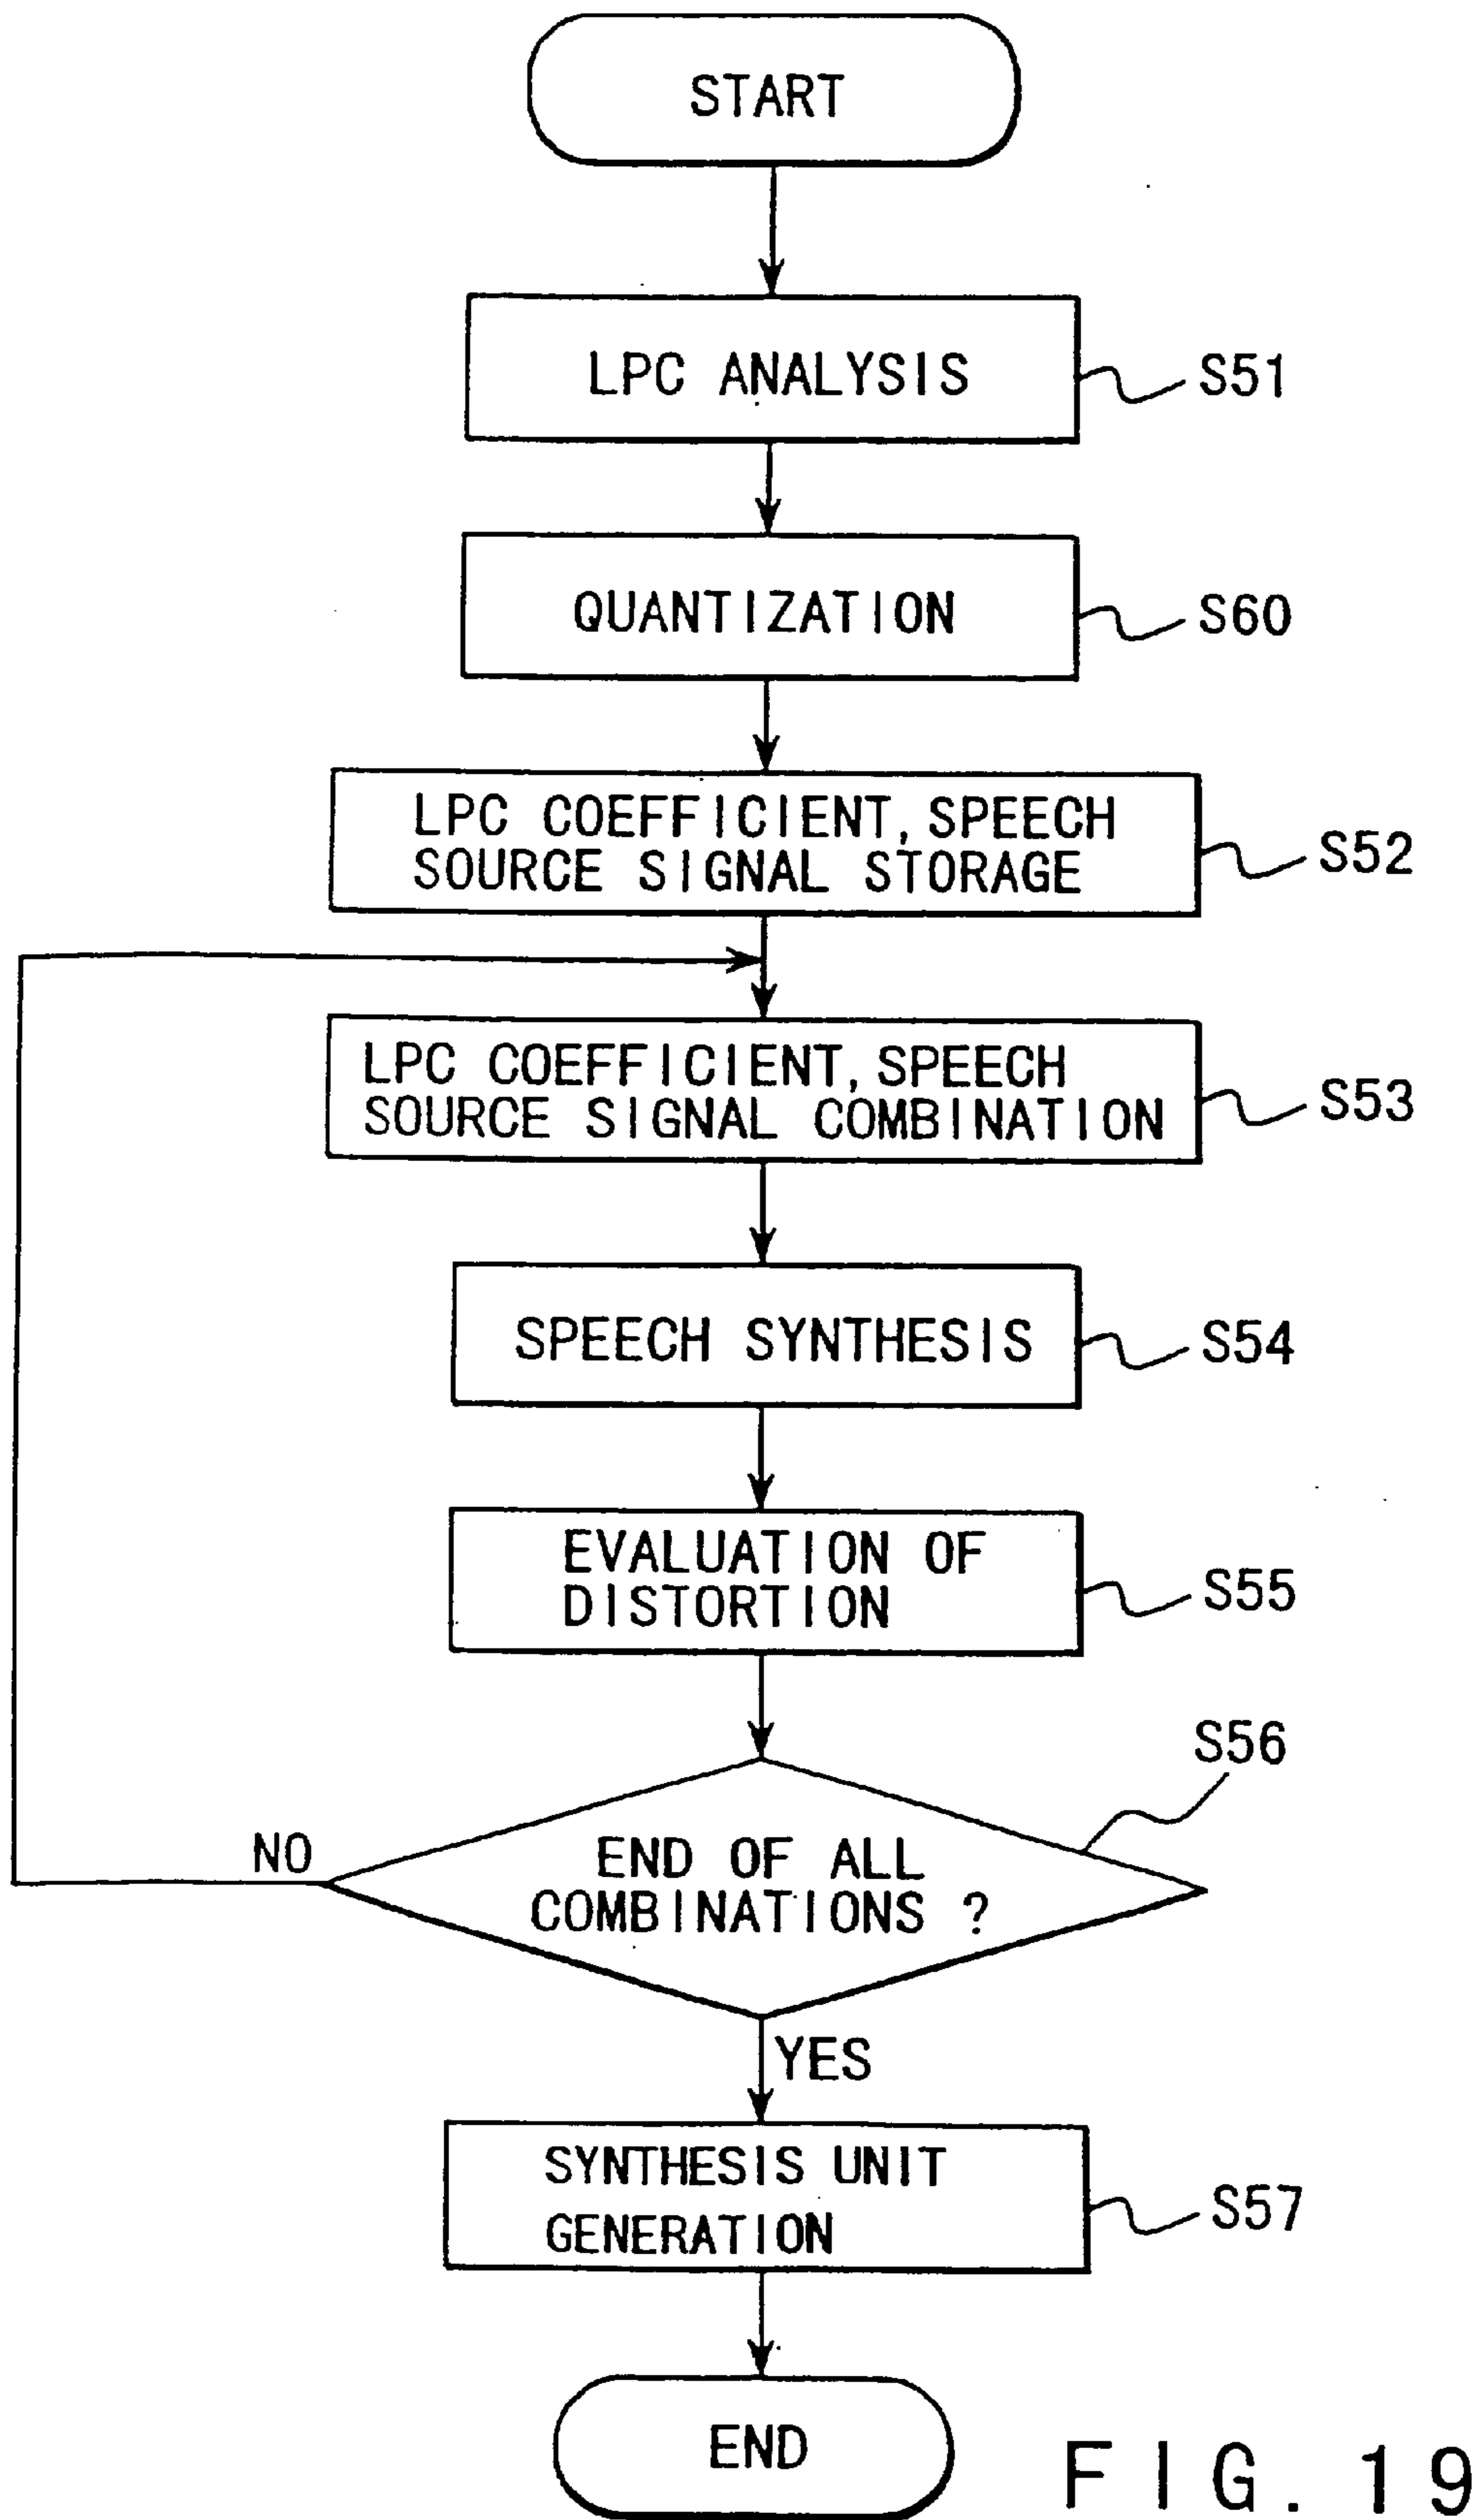 START
LPC ANALYSIS
S51
QUANTIZATION
S60
LPC COEFFICIENT, SPEECH
SOURCE SIGNAL STORAGE
S52
LPC COEFFICIENT, SPEECH
SOURCE SIGNAL COMBINATION
S53
SPEECH SYNTHESIS
S54
EVALUATION OF
DISTORTION
S55
S56
NO
END OF ALL
COMBINATIONS ?
YES
SYNTHESIS UNIT
GENERATION
S57
END
FIG. 19